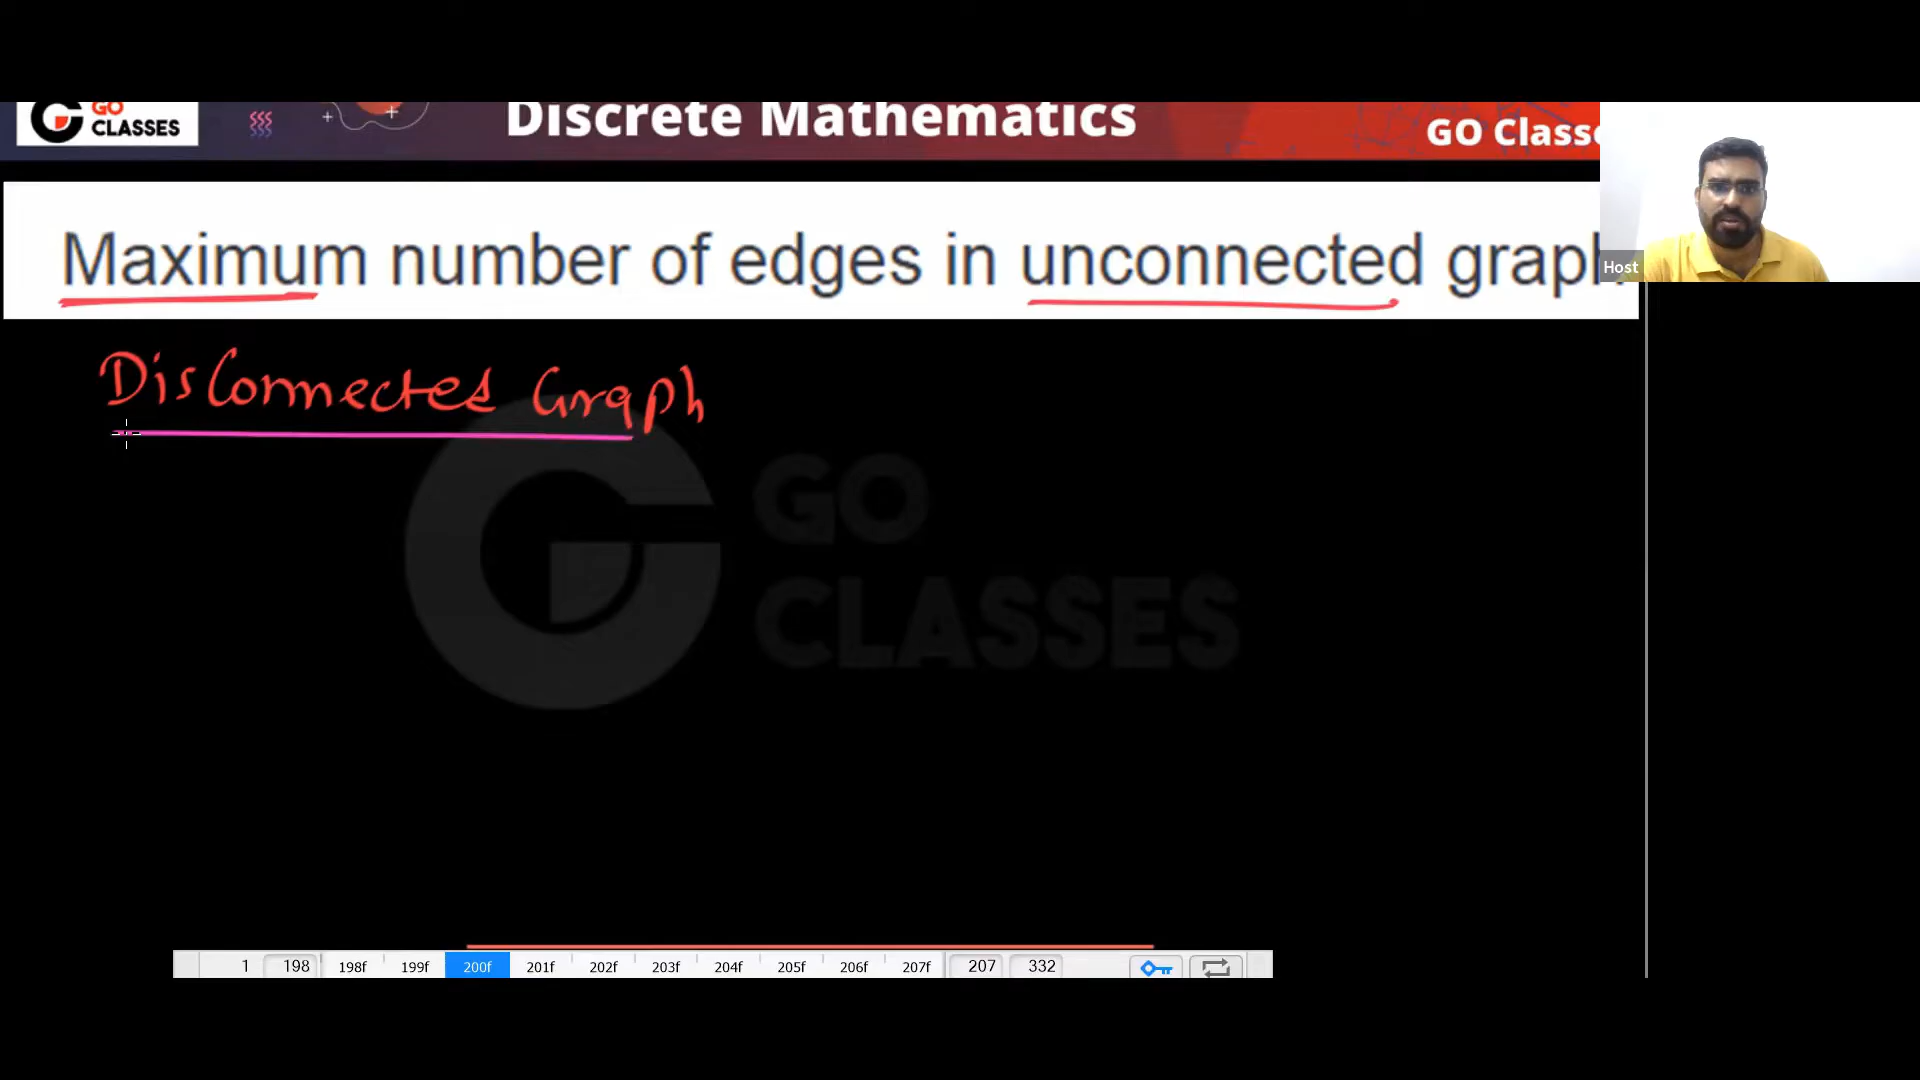 GO
CLASSES
Discrete Mathematics
GO Classe
Maximum number of edges in unconnected graph
Host
DisConnected Graph
GO
CLASSES
1 198 198f 199f 200f 201f 202f 203f 204f 205f 206f 207f 207 332